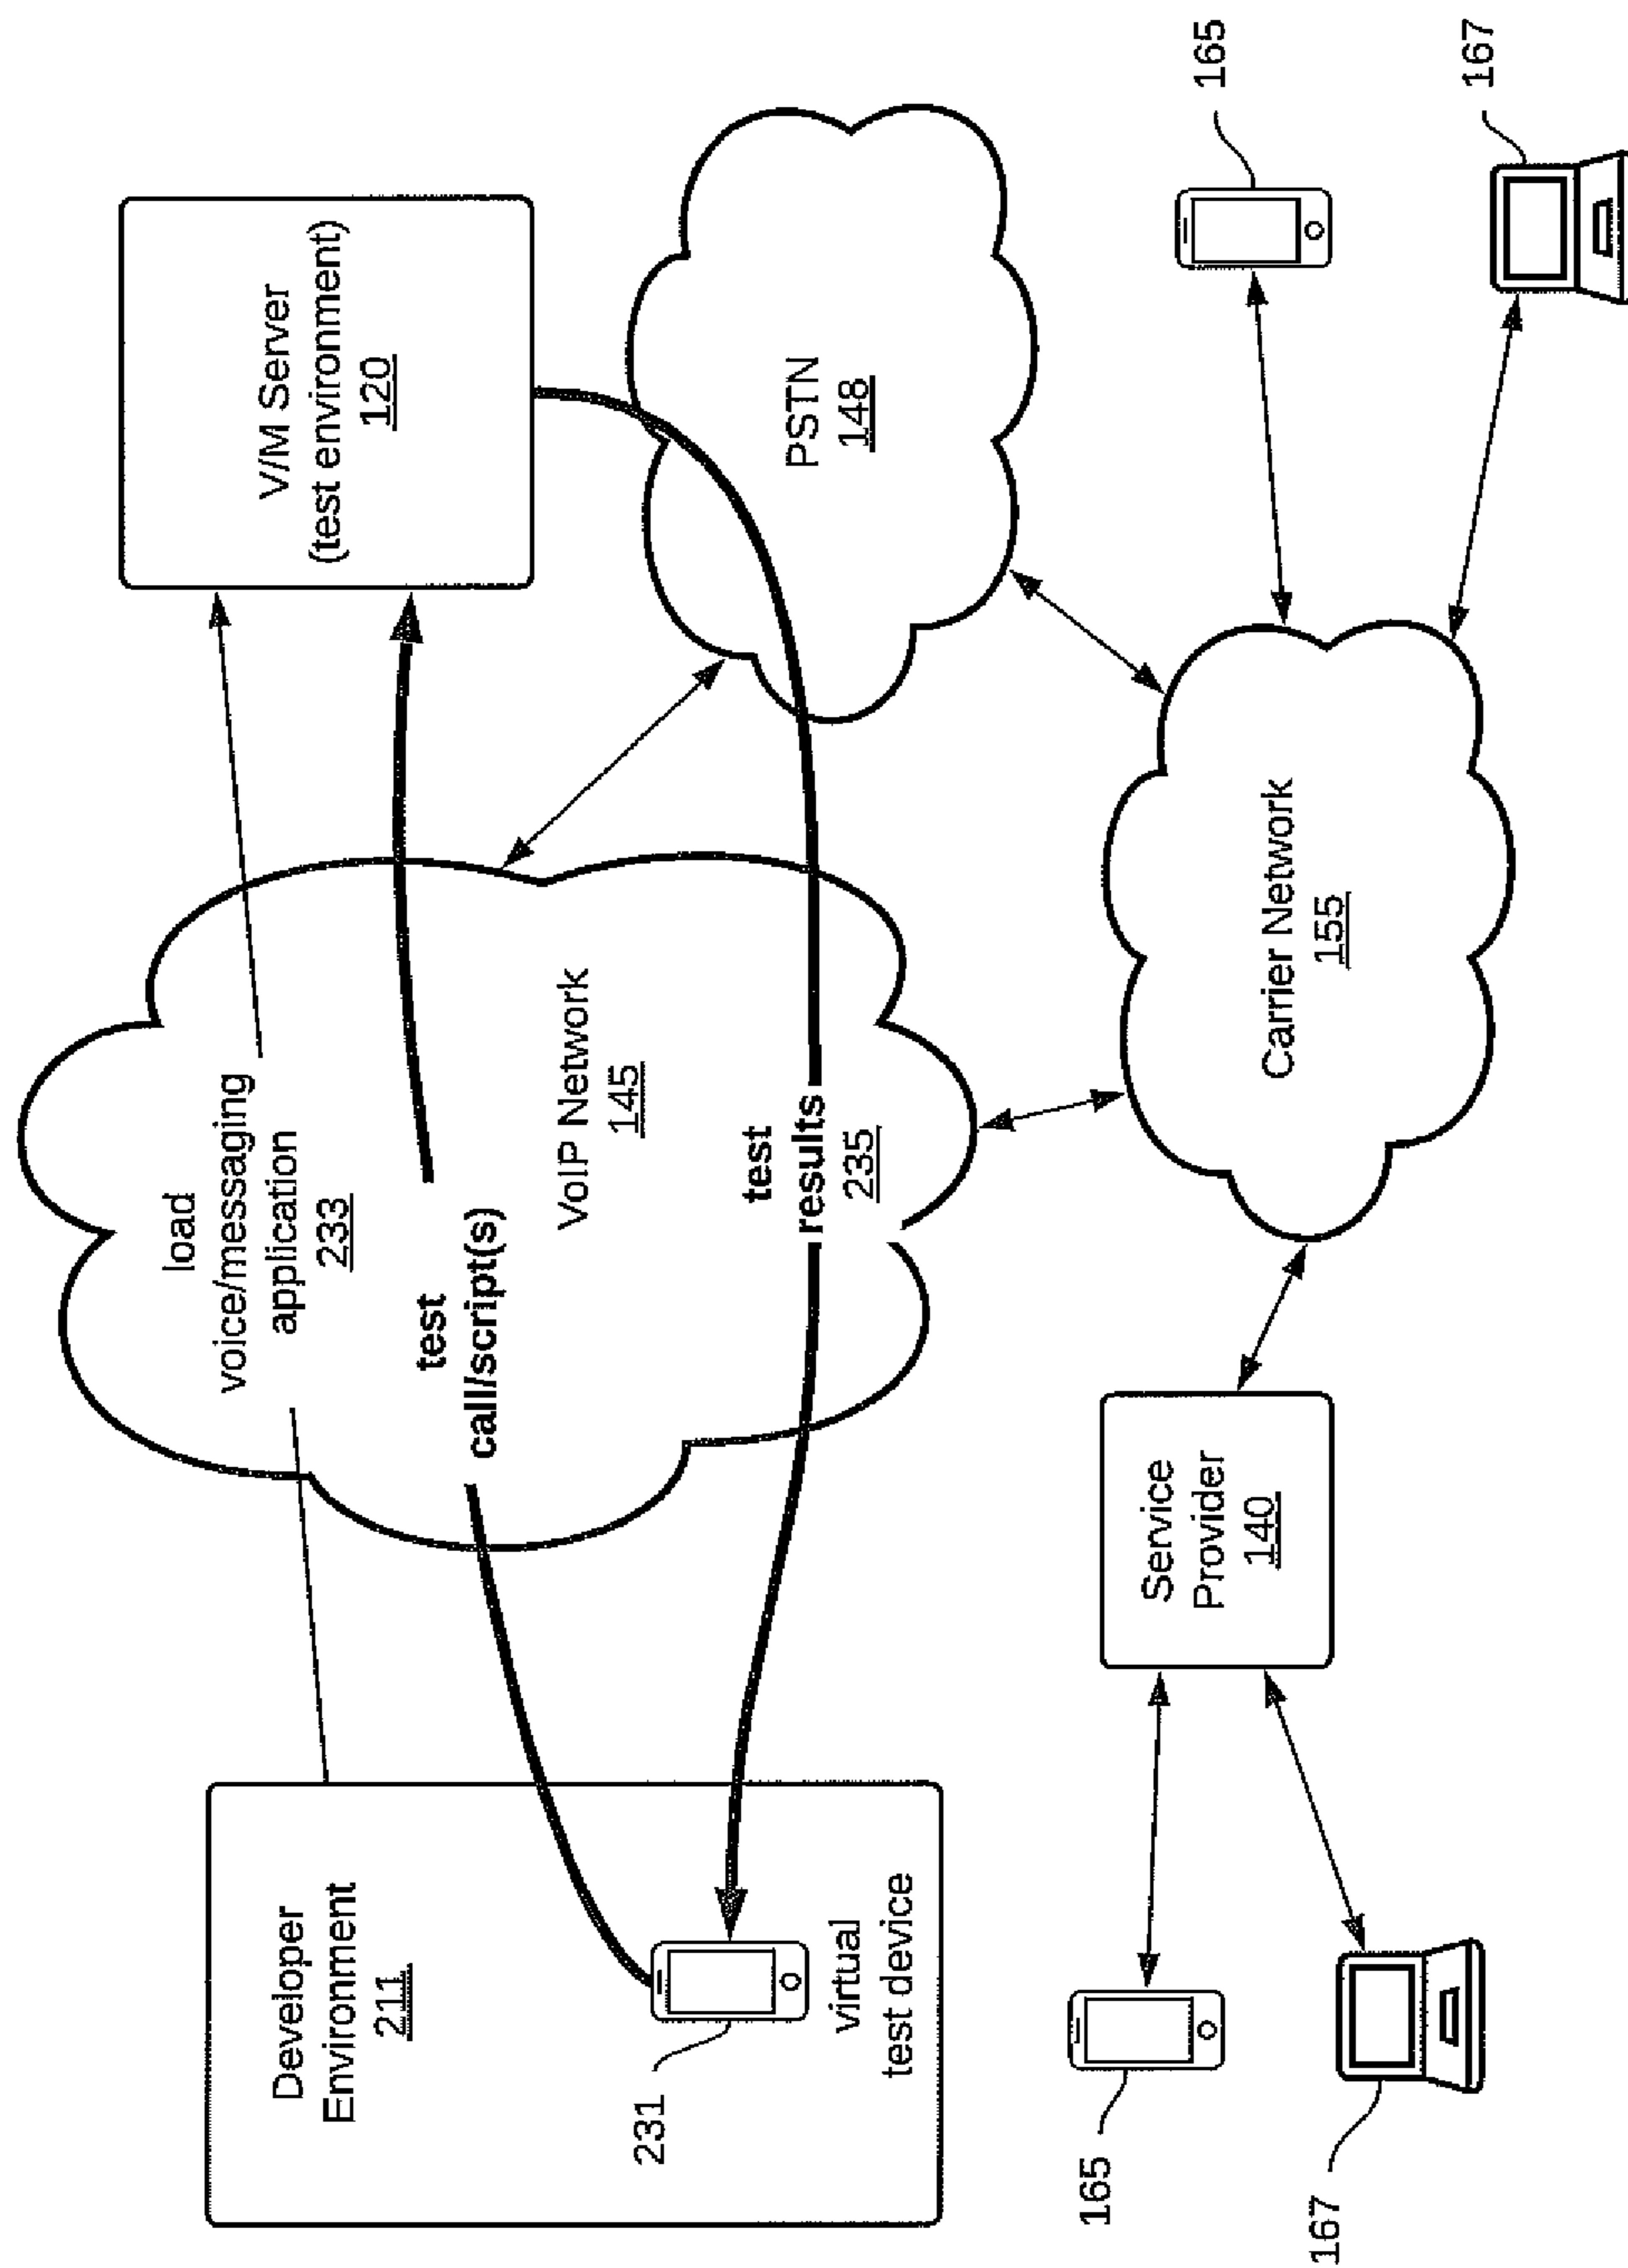 Developer
Environment
211
231
virtual
test device
load
voice/messaging
application
233
test
call/script(s)
VoIP Network
145
test
results
235
V/M Server
(test environment)
120
PSTN
148
165
167
Service
Provider
140
Carrier Network
155
165
167